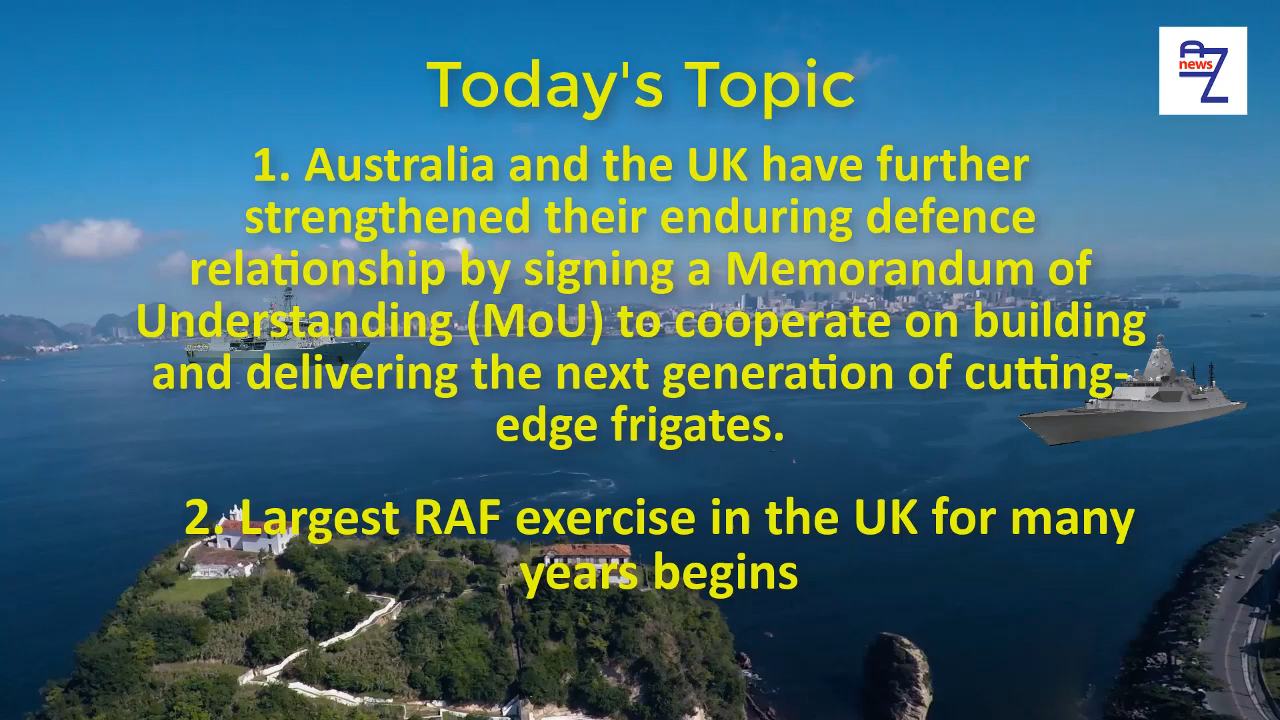 Today's Topic
AZ
news
1. Australia and the UK have further
strengthened their enduring defence
relationship by signing a Memorandum of
Understanding (MoU) to cooperate on building
and delivering the next generation of cutting-
edge frigates.
2. Largest RAF exercise in the UK for many
years begins